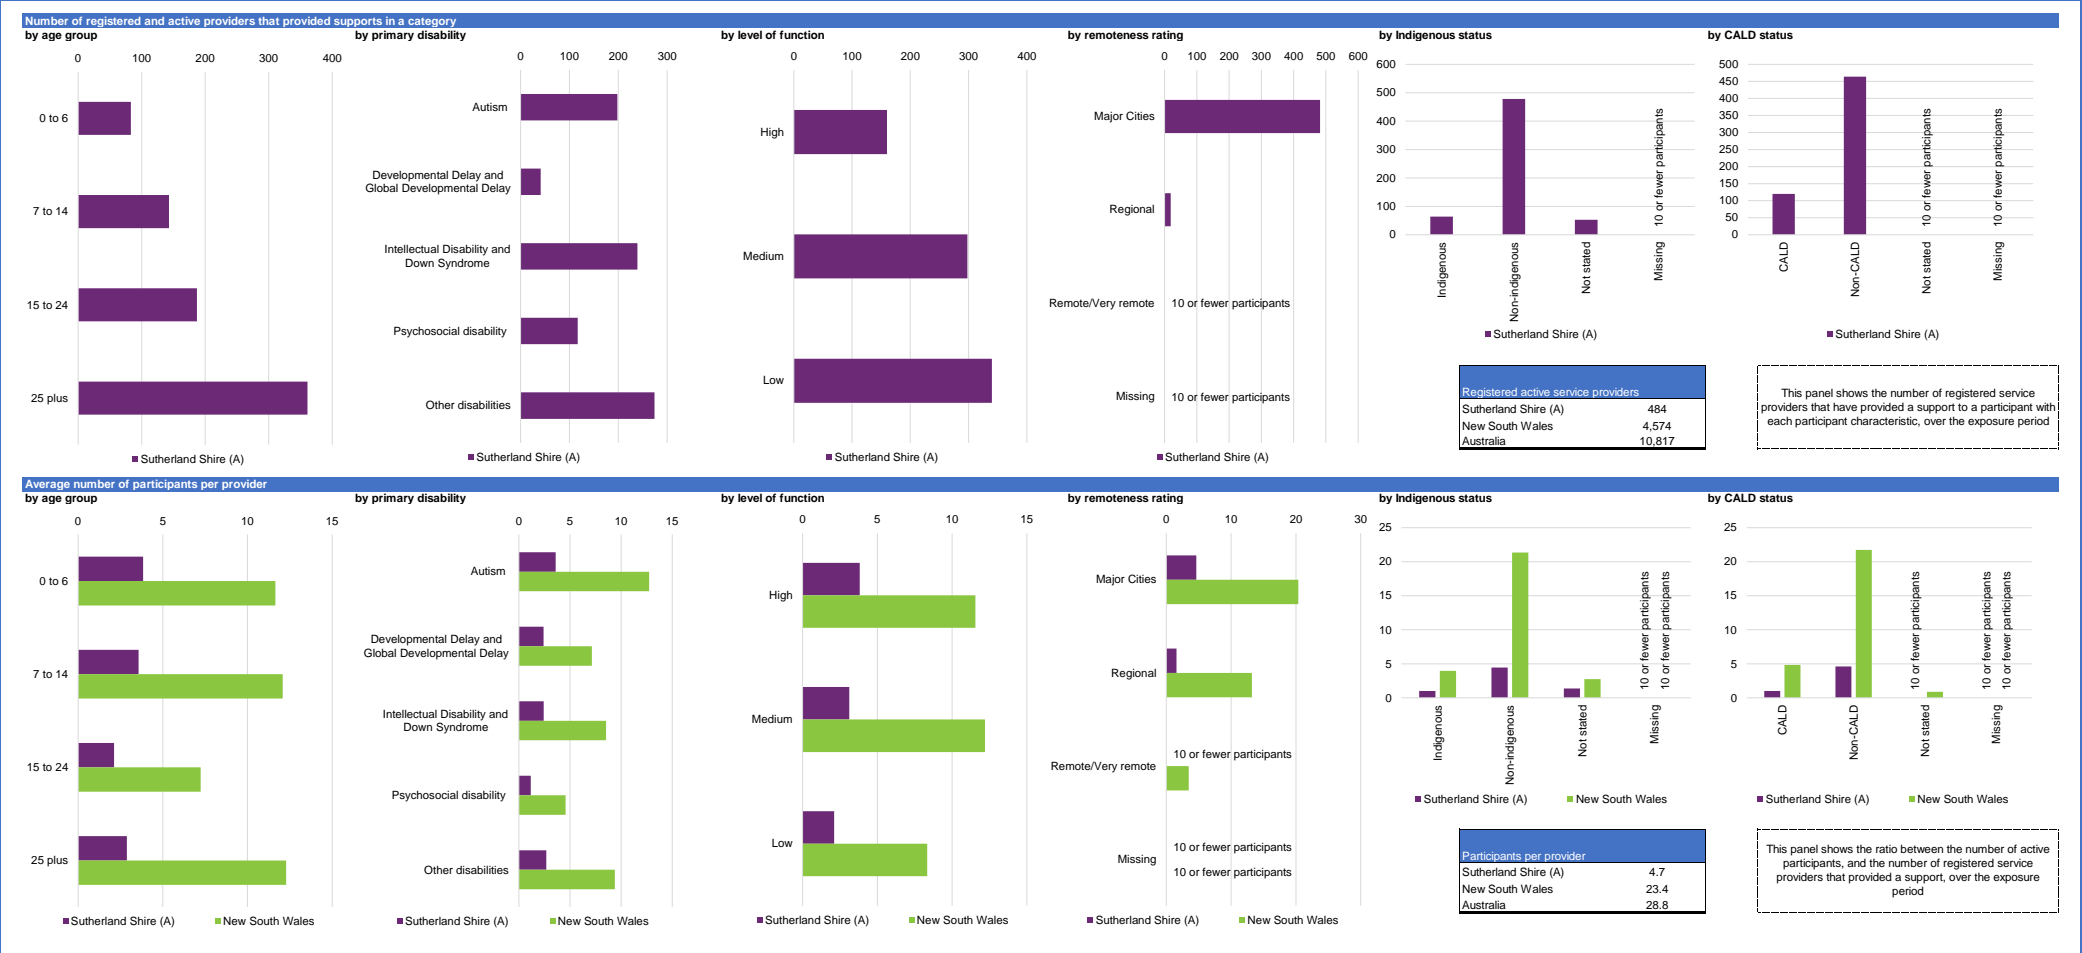 Number of registered and active providers that provided supports in a category
by age group
0 100 200 300 400
0 to 6
7 to 14
15 to 24
25 plus
Sutherland Shire (A)
by primary disability
0 100 200 300
Autism
Developmental Delay and
Global Developmental Delay
Intellectual Disability and
Down Syndrome
Psychosocial disability
Other disabilities
Sutherland Shire (A)
by level of function
0 100 200 300 400
High
Medium
Low
Sutherland Shire (A)
by remoteness rating
0 100 200 300 400 500 600
Major Cities
Regional
Remote/Very remote
10 or fewer participants
Missing
10 or fewer participants
Sutherland Shire (A)
by Indigenous status
600
500
400
300
200
100
0
10 or fewer participants
Indigenous
Non-indigenous
Not stated
Missing
Sutherland Shire (A)
by CALD status
500
450
400
350
300
250
200
150
100
50
0
10 or fewer participants
10 or fewer participants
CALD
Non-CALD
Not stated
Missing
Sutherland Shire (A)
Registered active service providers
Sutherland Shire (A) 484
New South Wales 4,574
Australia 10,817
This panel shows the number of registered service
providers that have provided a support to a participant with
each participant characteristic, over the exposure period
Average number of participants per provider
by age group
0 5 10 15
0 to 6
7 to 14
15 to 24
25 plus
Sutherland Shire (A) New South Wales
by primary disability
0 5 10 15
Autism
Developmental Delay and
Global Developmental Delay
Intellectual Disability and
Down Syndrome
Psychosocial disability
Other disabilities
Sutherland Shire (A) New South Wales
by level of function
0 5 10 15
High
Medium
Low
Sutherland Shire (A) New South Wales
by remoteness rating
0 10 20 30
Major Cities
Regional
Remote/Very remote
10 or fewer participants
Missing
10 or fewer participants
10 or fewer participants
Sutherland Shire (A) New South Wales
by Indigenous status
25
20
15
10
5
0
10 or fewer participants
10 or fewer participants
Indigenous
Non-indigenous
Not stated
Missing
Sutherland Shire (A) New South Wales
by CALD status
25
20
15
10
5
0
10 or fewer participants
10 or fewer participants
10 or fewer participants
CALD
Non-CALD
Not stated
Missing
Sutherland Shire (A) New South Wales
Participants per provider
Sutherland Shire (A) 4.7
New South Wales 23.4
Australia 28.8
This panel shows the ratio between the number of active
participants, and the number of registered service
providers that provided a support, over the exposure
period